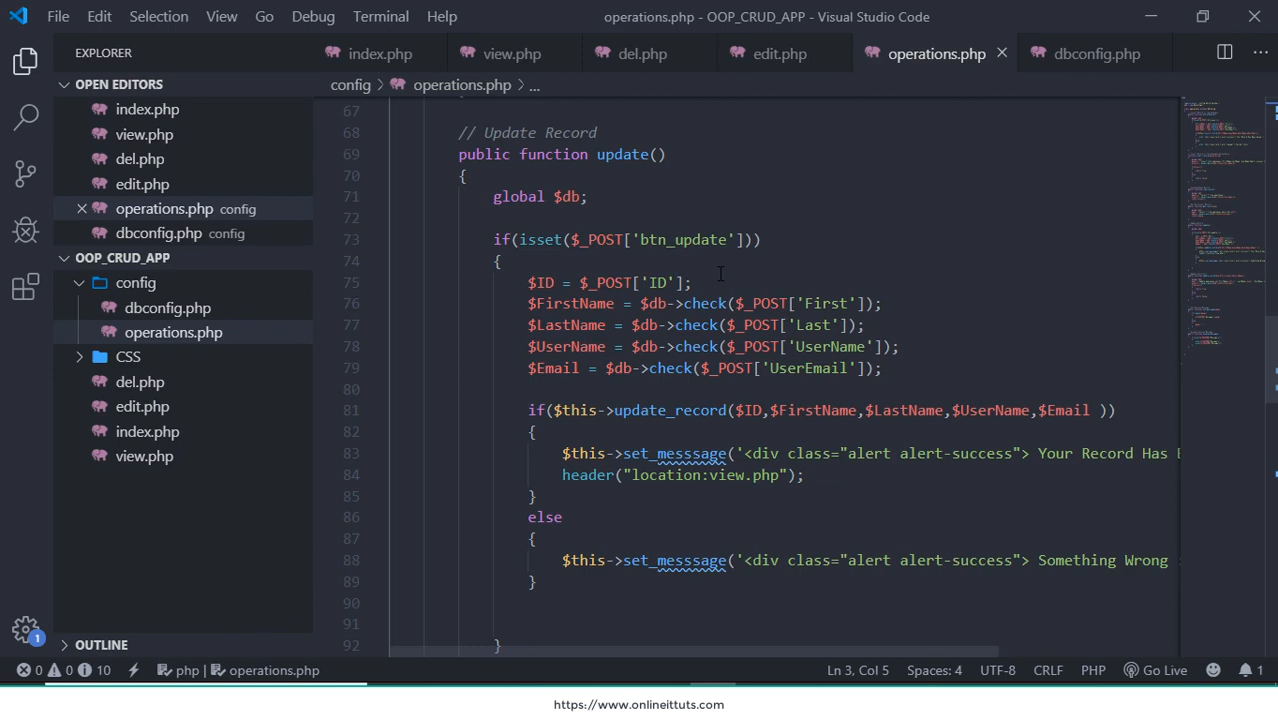 File Edit Selection View Go Debug Terminal Help operations.php - OOP_CRUD_APP - Visual Studio Code
EXPLORER
index.php view.php del.php edit.php operations.php dbconfig.php
OPEN EDITORS
index.php
view.php
del.php
edit.php
operations.php config
dbconfig.php config
OOP_CRUD_APP
config
dbconfig.php
operations.php
CSS
del.php
edit.php
index.php
view.php
OUTLINE
config > operations.php > ...
67
68 // Update Record
69 public function update()
70 {
71 global $db;
72
73 if(isset($_POST['btn_update']))
74 {
75 $ID = $_POST['ID'];
76 $FirstName = $db->check($_POST['First']);
77 $LastName = $db->check($_POST['Last']);
78 $UserName = $db->check($_POST['UserName']);
79 $Email = $db->check($_POST['UserEmail']);
80
81 if($this->update_record($ID,$FirstName,$LastName,$UserName,$Email ))
82 {
83 $this->set_messsage('<div class="alert alert-success"> Your Record Has
84 header("location:view.php");
85 }
86 else
87 {
88 $this->set_messsage('<div class="alert alert-success"> Something Wrong
89 }
90
91
92 }
1 0 0 10 php | operations.php Ln 3, Col 5 Spaces: 4 UTF-8 CRLF PHP Go Live 1
https://www.onlineittuts.com